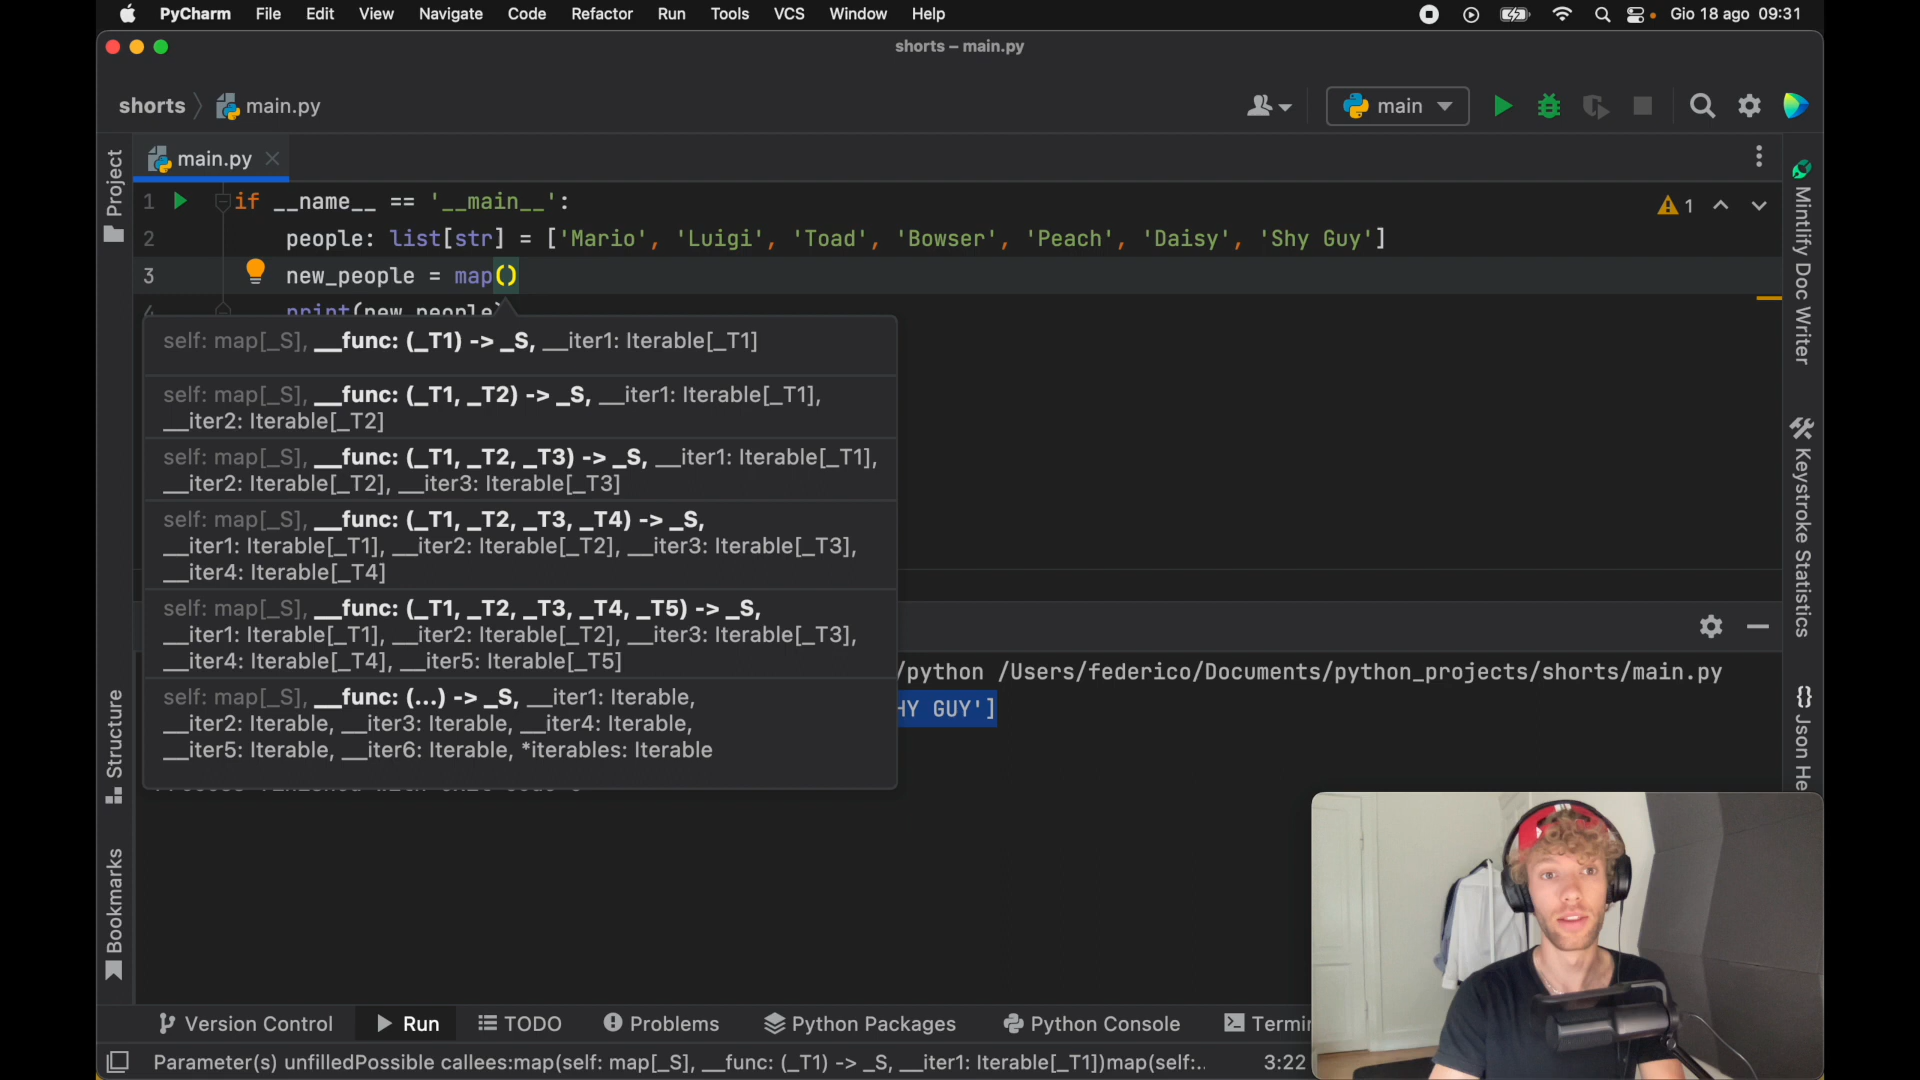 PyCharm File Edit View Navigate Code Refactor Run Tools VCS Window Help Gio 18 ago 09:31
shorts – main.py
shorts main.py
main
main.py
Project
1 if __name__ == '__main__':
1
2 people: list[str] = ['Mario', 'Luigi', 'Toad', 'Bowser', 'Peach', 'Daisy', 'Shy Guy']
3 new_people = map()
4 print(new_people)
self: map[_S], __func: (_T1) -> _S, __iter1: Iterable[_T1]
self: map[_S], __func: (_T1, _T2) -> _S, __iter1: Iterable[_T1],
__iter2: Iterable[_T2]
self: map[_S], __func: (_T1, _T2, _T3) -> _S, __iter1: Iterable[_T1],
__iter2: Iterable[_T2], __iter3: Iterable[_T3]
self: map[_S], __func: (_T1, _T2, _T3, _T4) -> _S,
__iter1: Iterable[_T1], __iter2: Iterable[_T2], __iter3: Iterable[_T3],
__iter4: Iterable[_T4]
self: map[_S], __func: (_T1, _T2, _T3, _T4, _T5) -> _S,
__iter1: Iterable[_T1], __iter2: Iterable[_T2], __iter3: Iterable[_T3],
__iter4: Iterable[_T4], __iter5: Iterable[_T5]
self: map[_S], __func: (...) -> _S, __iter1: Iterable,
__iter2: Iterable, __iter3: Iterable, __iter4: Iterable,
__iter5: Iterable, __iter6: Iterable, *iterables: Iterable
/python /Users/federico/Documents/python_projects/shorts/main.py
HY GUY']
Mintlify Doc Writer
Keystroke Statistics
{} Json He
Structure
Bookmarks
Version Control Run TODO Problems Python Packages Python Console Termin
Parameter(s) unfilledPossible callees:map(self: map[_S], __func: (_T1) -> _S, __iter1: Iterable[_T1])map(self:.. 3:22